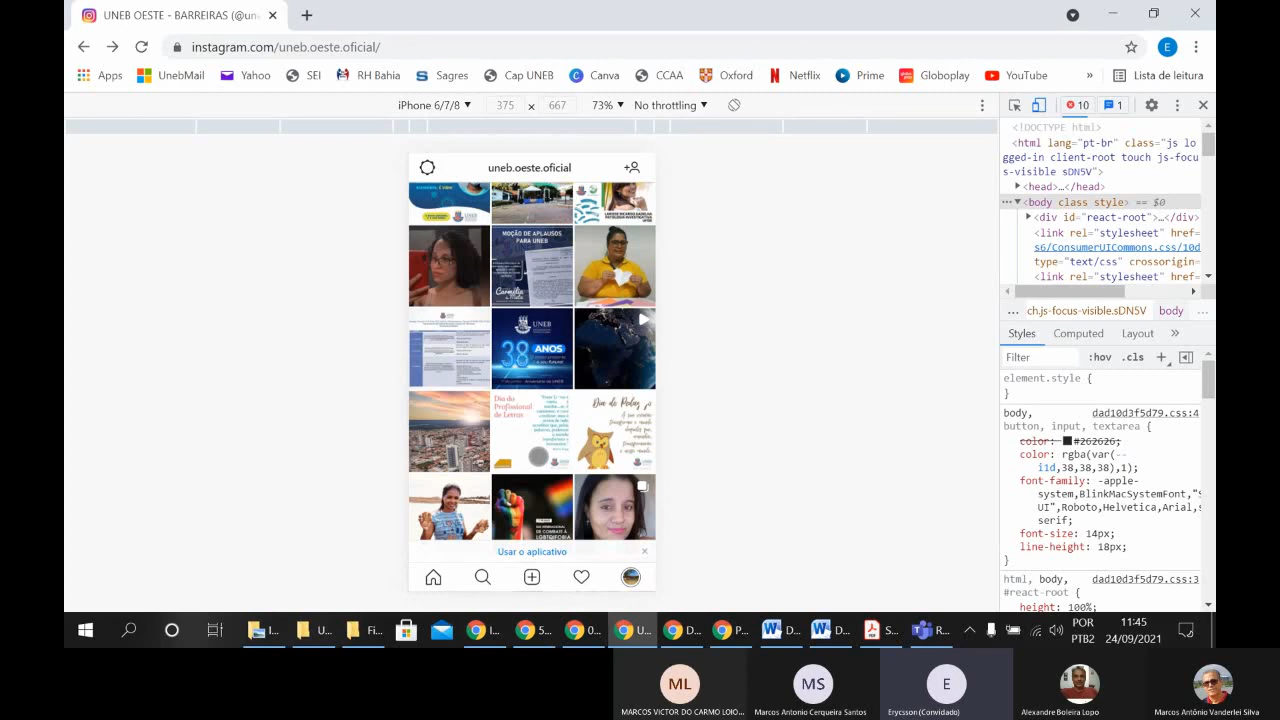 UNEB OESTE - BARREIRAS (@un
instagram.com/uneb.oeste.oficial/
E
Apps UnebMail Yahoo SEI RH Bahia Sagres Cap UNEB Canva CCAA Oxford Netflix Prime Globoplay YouTube » Lista de leitura
iPhone 6/7/8 375 x 667 73% No throttling
10 1
<!DOCTYPE html>
<html lang="pt-br" class="js lo
gged-in client-root touch js-focu
s-visible sDN5V">
<head>…</head>
<body class style> == $0
<div id="react-root">…</div>
<link rel="stylesheet" href=
s6/ConsumerUICommons.css/10d
type="text/css" crossorigin
<link rel="stylesheet" href=
body
Styles Computed Layout »
Filter :hov .cls +
element.style {
}
body, dad10d3f5d79.css:4
button, input, textarea {
color: rgba(var(--
i1d,38,38,38),1);
font-family: -apple-
system,BlinkMacSystemFont,"S
UI",Roboto,Helvetica,Arial,s
serif;
font-size: 14px;
line-height: 18px;
}
html, body, dad10d3f5d79.css:3
#react-root {
height: 100%;
uneb.oeste.oficial
MOÇÃO DE APLAUSOS
PARA UNEB
UNEB
38 ANOS
Dia do
Profissional
de Letras
Usar o aplicativo
I... U... Fi... I... 5... 0... U... D... P... D... D... S... R...
POR
PTB2
11:45
24/09/2021
ML
MARCOS VICTOR DO CARMO LOIO...
MS
Marcos Antonio Cerqueira Santos
E
Erycsson (Convidado)
Alexandre Boleira Lopo
Marcos Antônio Vanderlei Silva